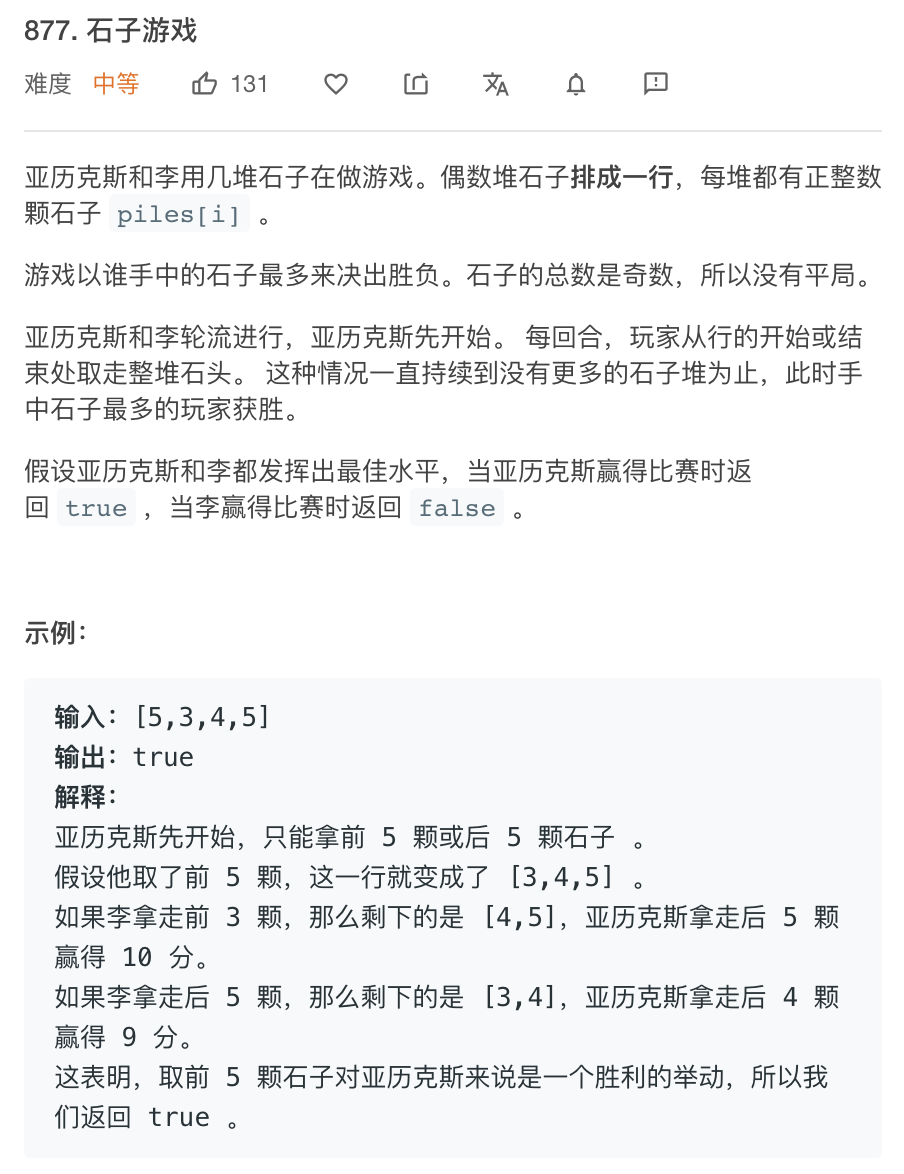 877. 石子游戏
难度 中等 131
亚历克斯和李用几堆石子在做游戏。偶数堆石子排成一行，每堆都有正整数
颗石子 piles[i] 。
游戏以谁手中的石子最多来决出胜负。石子的总数是奇数，所以没有平局。
亚历克斯和李轮流进行，亚历克斯先开始。 每回合，玩家从行的开始或结
束处取走整堆石头。 这种情况一直持续到没有更多的石子堆为止，此时手
中石子最多的玩家获胜。
假设亚历克斯和李都发挥出最佳水平，当亚历克斯赢得比赛时返
回 true ，当李赢得比赛时返回 false 。
示例：
输入：[5,3,4,5]
输出：true
解释：
亚历克斯先开始，只能拿前 5 颗或后 5 颗石子 。
假设他取了前 5 颗，这一行就变成了 [3,4,5] 。
如果李拿走前 3 颗，那么剩下的是 [4,5]，亚历克斯拿走后 5 颗
赢得 10 分。
如果李拿走后 5 颗，那么剩下的是 [3,4]，亚历克斯拿走后 4 颗
赢得 9 分。
这表明，取前 5 颗石子对亚历克斯来说是一个胜利的举动，所以我
们返回 true 。